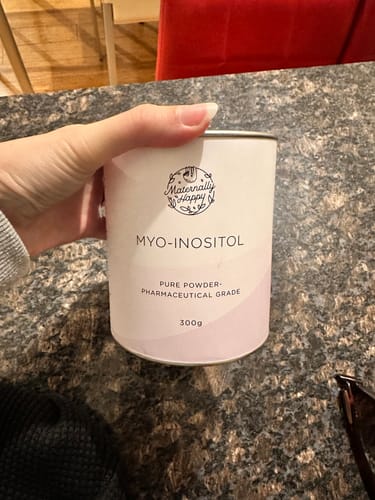 Maternally
Happy
MYO-INOSITOL
PURE POWDER-
PHARMACEUTICAL GRADE
300g